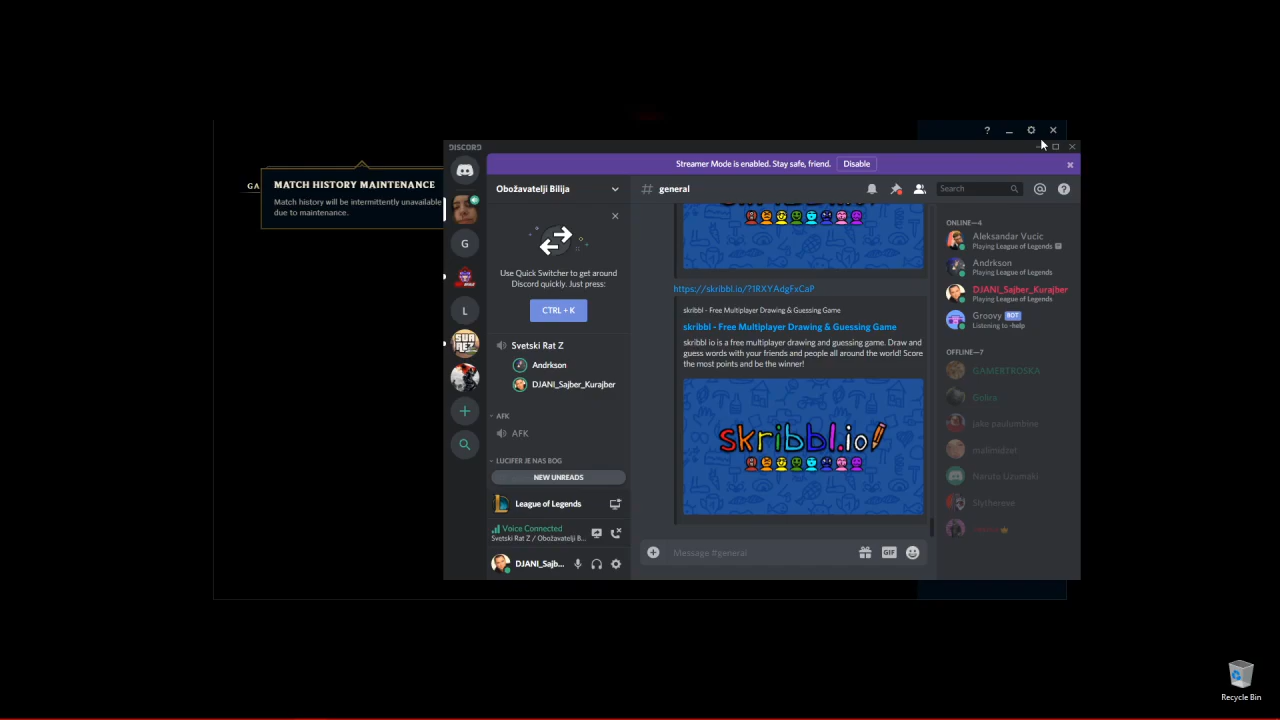 DISCORD
Streamer Mode is enabled. Stay safe, friend. Disable
GA
MATCH HISTORY MAINTENANCE
Match history will be intermittently unavailable
due to maintenance.
Obožavatelji Bilija
Use Quick Switcher to get around
Discord quickly. Just press:
CTRL + K
Svetski Rat Z
Andrkson
DJANI_Sajber_Kurajber
AFK
AFK
LUCIFER JE NAS BOG
NEW UNREADS
League of Legends
Voice Connected
Svetski Rat Z / Obožavatelji B...
DJANI_Sajb...
G
L
# general
Search
https://skribbl.io/?1RXYAdgFxCaP
skribbl - Free Multiplayer Drawing & Guessing Game
skribbl - Free Multiplayer Drawing & Guessing Game
skribbl io is a free multiplayer drawing and guessing game. Draw and
guess words with your friends and people all around the world! Score
the most points and be the winner!
skribbl.io
Message #general
GIF
ONLINE—4
Aleksandar Vucic
Playing League of Legends
Andrkson
Playing League of Legends
DJANI_Sajber_Kurajber
Playing League of Legends
Groovy BOT
Listening to -help
OFFLINE—7
GAMERTROSKA
Golira
jake paulumbine
malimidzet
Naruto Uzumaki
Slytherese
Recycle Bin